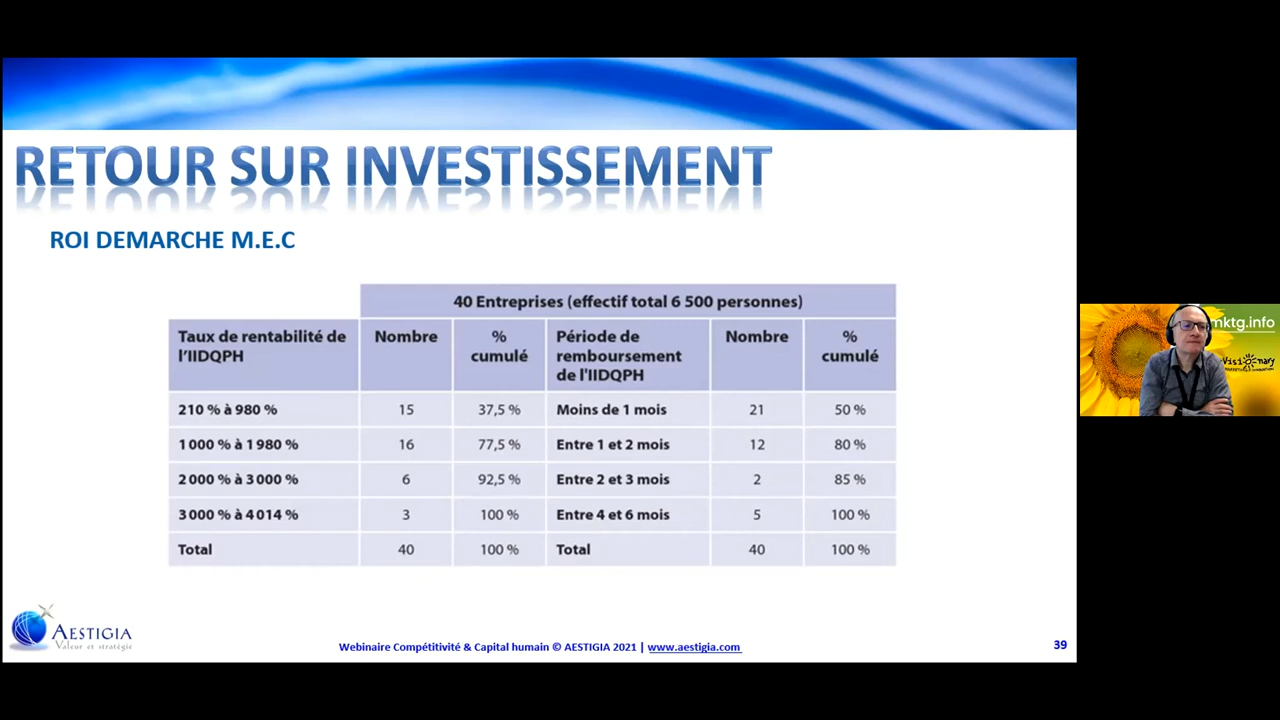 RETOUR SUR INVESTISSEMENT
ROI DEMARCHE M.E.C
40 Entreprises (effectif total 6 500 personnes)
Taux de rentabilité de l'IIDQPH Nombre % cumulé Période de remboursement de l'IIDQPH Nombre % cumulé
210 % à 980 % 15 37,5 % Moins de 1 mois 21 50 %
1 000 % à 1 980 % 16 77,5 % Entre 1 et 2 mois 12 80 %
2 000 % à 3 000 % 6 92,5 % Entre 2 et 3 mois 2 85 %
3 000 % à 4 014 % 3 100 % Entre 4 et 6 mois 5 100 %
Total 40 100 % Total 40 100 %
AESTIGIA
Valeur et stratégie
Webinaire Compétitivité & Capital humain © AESTIGIA 2021 | www.aestigia.com
39
mktg.info